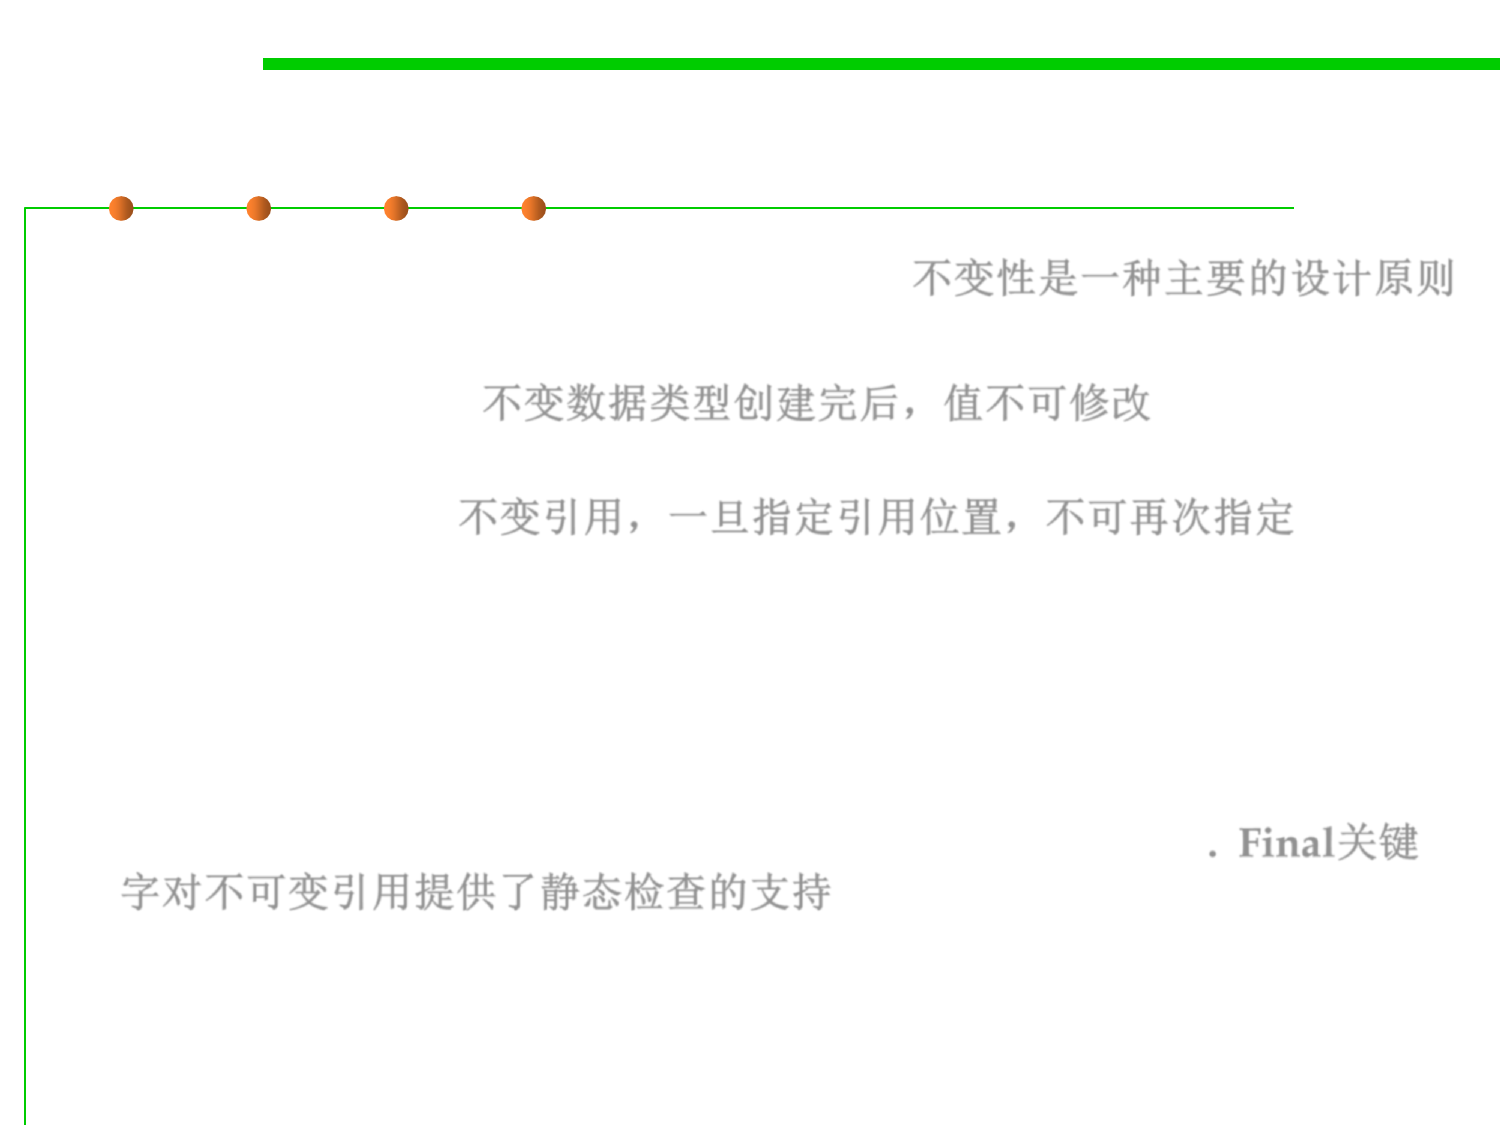 不变性是一种主要的设计原则
不变数据类型创建完后，值不可修改
不变引用，一旦指定引用位置，不可再次指定
. Final关键
字对不可变引用提供了静态检查的支持